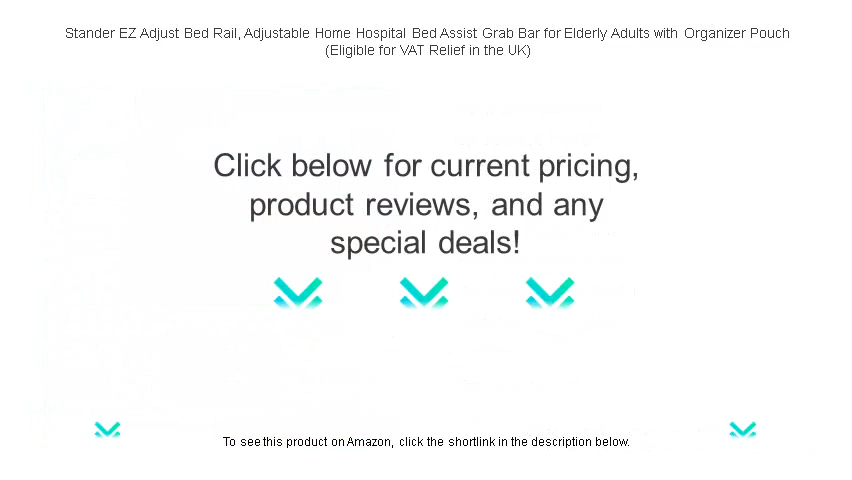 Stander EZ Adjust Bed Rail, Adjustable Home Hospital Bed Assist Grab Bar for Elderly Adults with Organizer Pouch
(Eligible for VAT Relief in the UK)
Click below for current pricing,
product reviews, and any
special deals!
To see this product on Amazon, click the shortlink in the description below.